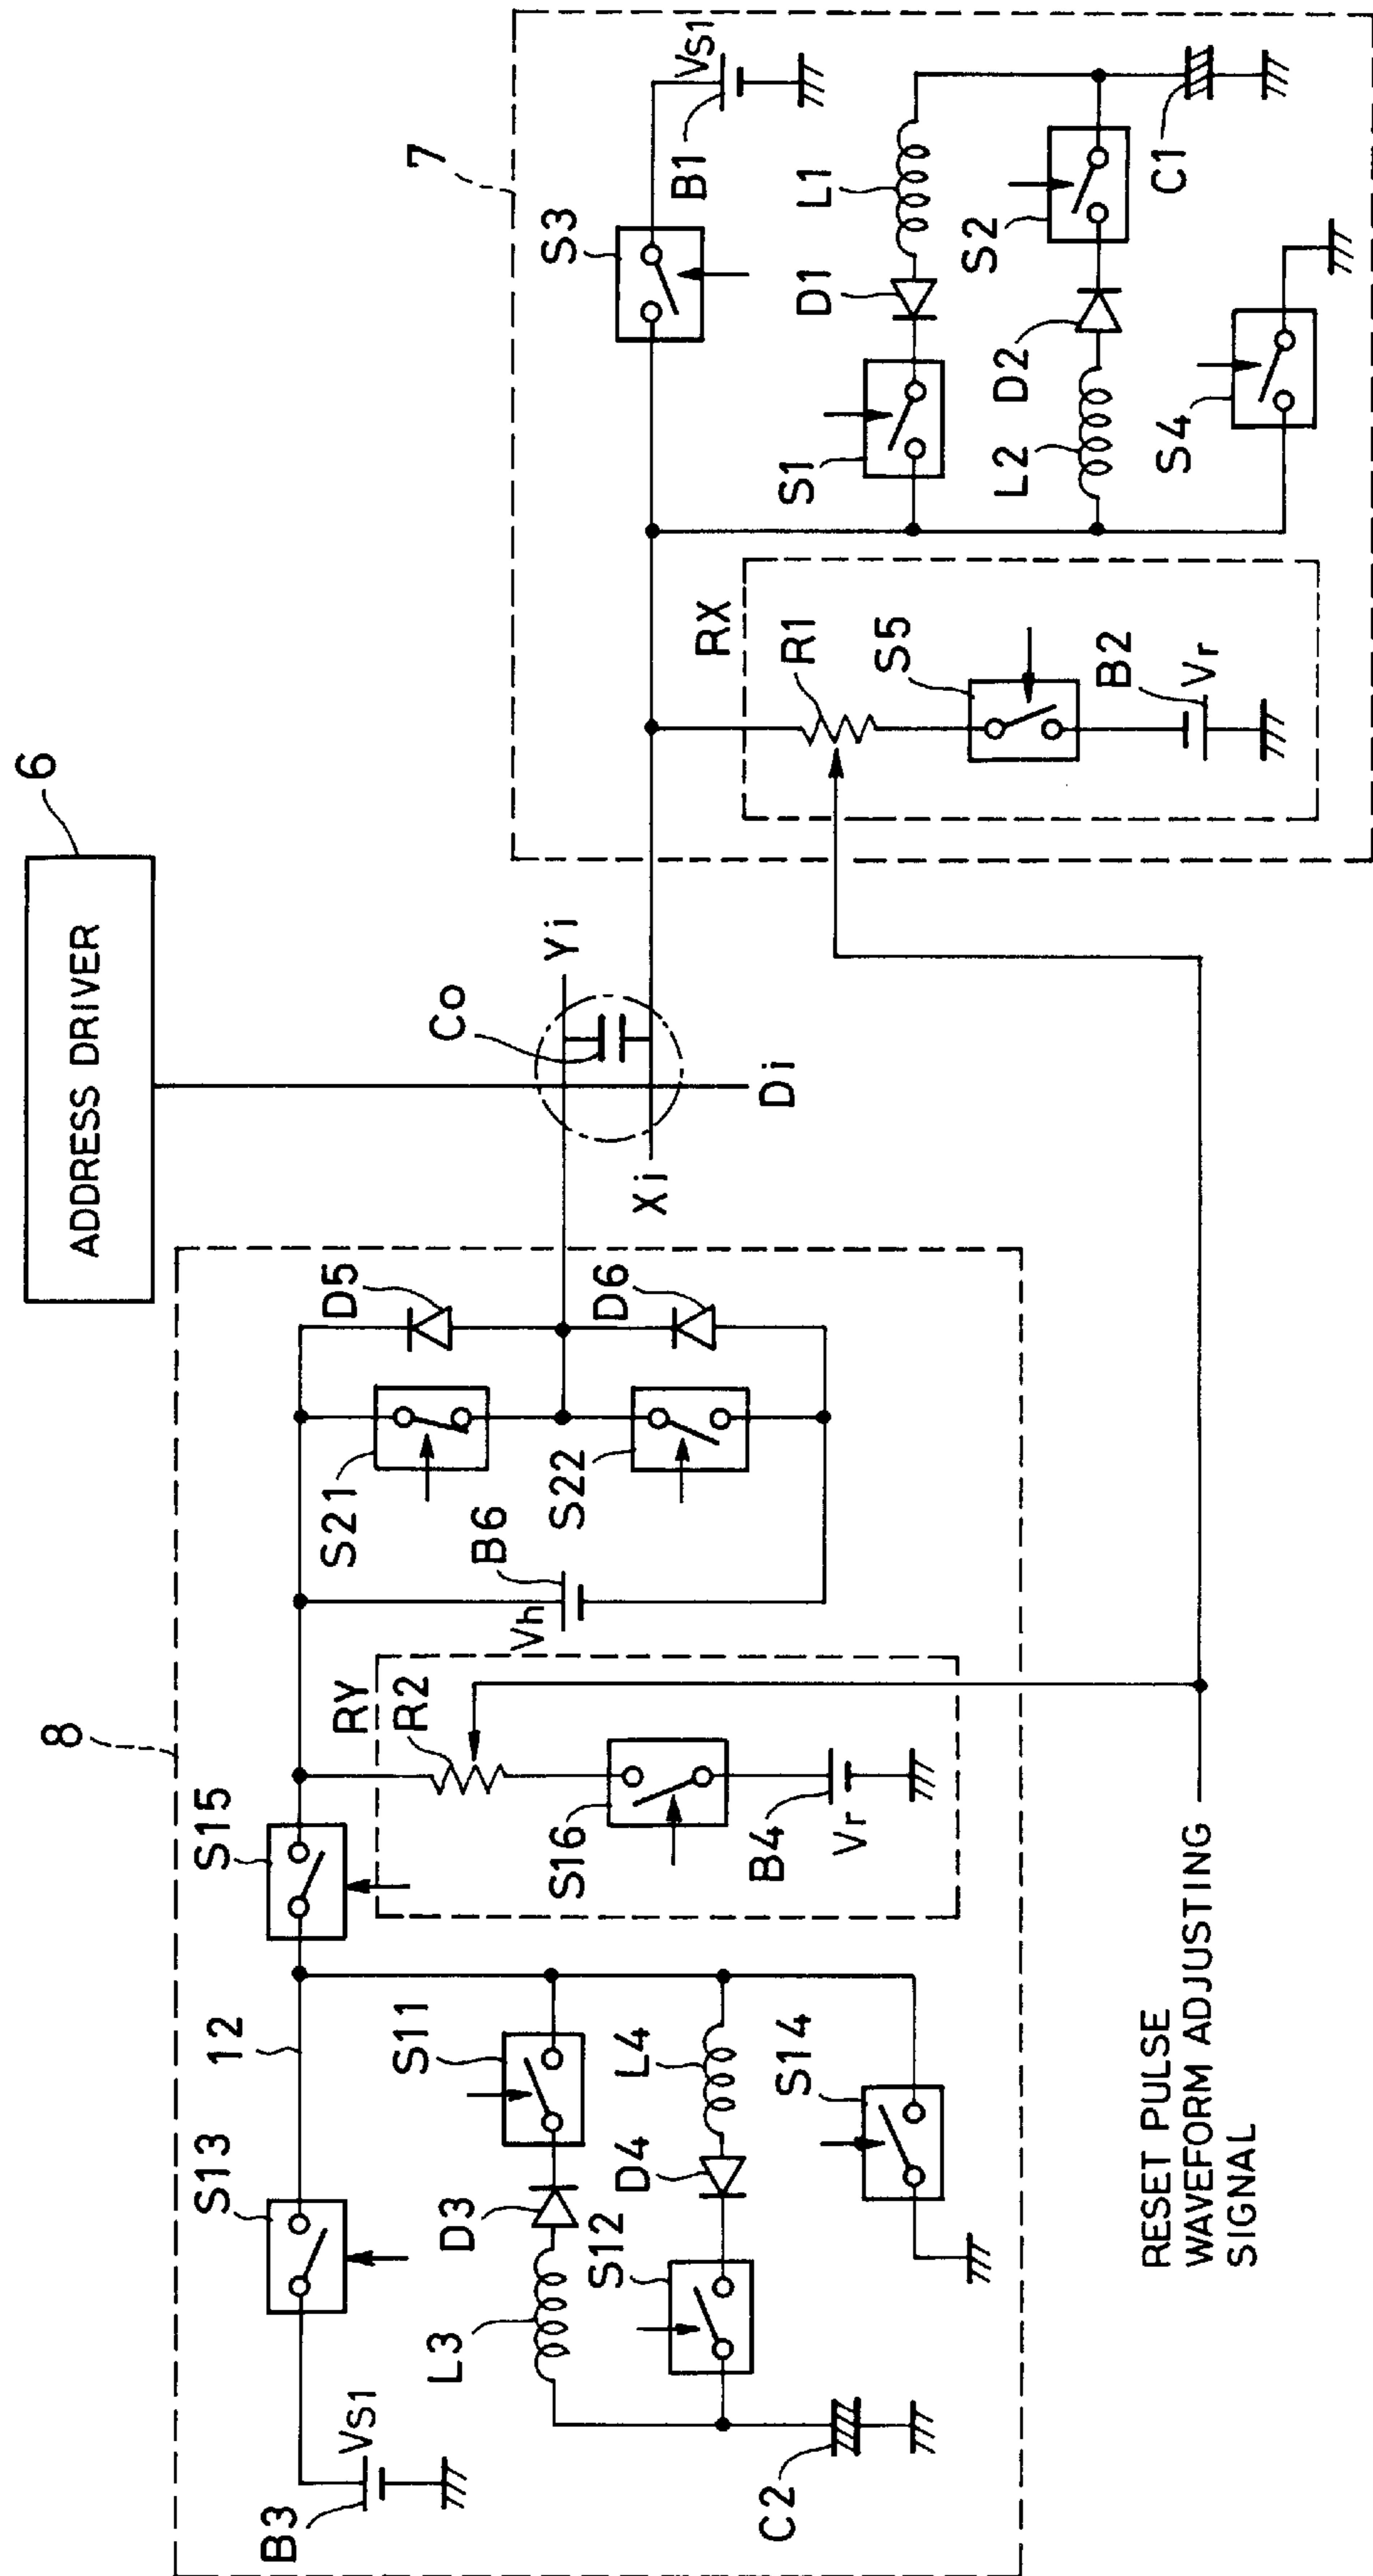 6
ADDRESS DRIVER
8
S13
12
S15
B3
VS1
L3
D3
S11
S12
D4
L4
S14
C2
RY
R2
S16
B4
Vr
S21
D5
Vh
B6
S22
D6
Co
Yi
Xi
Di
7
S3
VS1
B1
RX
R1
S5
B2
Vr
S1
D1
L1
L2
D2
S2
S4
C1
RESET PULSE
WAVEFORM ADJUSTING
SIGNAL